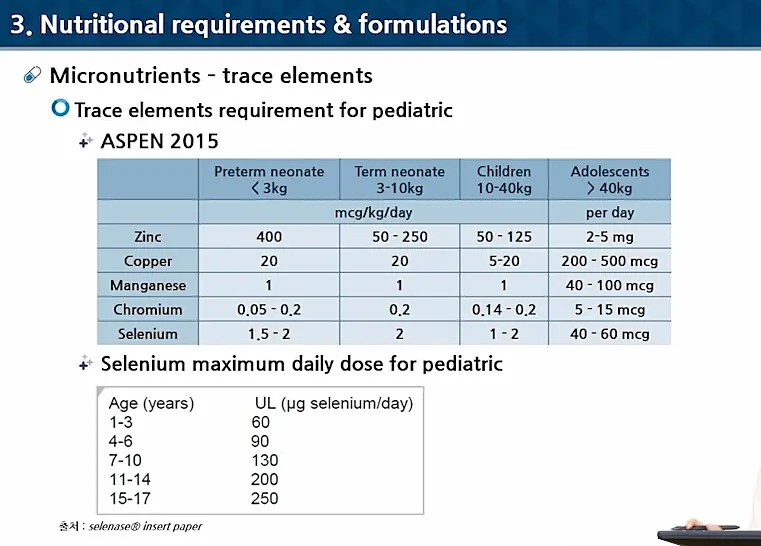 3. Nutritional requirements & formulations
Micronutrients - trace elements
Trace elements requirement for pediatric
ASPEN 2015
Preterm neonate < 3kg Term neonate 3-10kg Children 10-40kg Adolescents > 40kg
mcg/kg/day per day
Zinc 400 50 - 250 50 - 125 2-5 mg
Copper 20 20 5-20 200 - 500 mcg
Manganese 1 1 1 40 - 100 mcg
Chromium 0.05 - 0.2 0.2 0.14 - 0.2 5 - 15 mcg
Selenium 1.5 - 2 2 1 - 2 40 - 60 mcg
Selenium maximum daily dose for pediatric
Age (years) UL (µg selenium/day)
1-3 60
4-6 90
7-10 130
11-14 200
15-17 250
출처 : selenase® insert paper